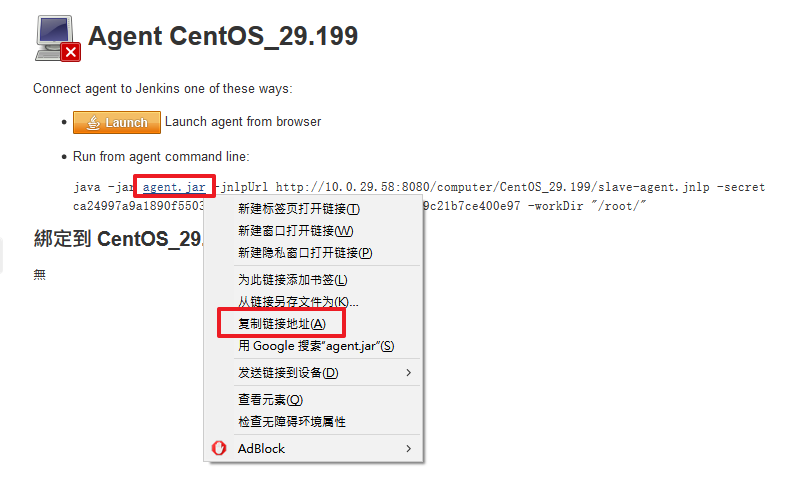 Agent CentOS_29.199
Connect agent to Jenkins one of these ways:
Launch Launch agent from browser
Run from agent command line:
java -jar agent.jar -jnlpUrl http://10.0.29.58:8080/computer/CentOS_29.199/slave-agent.jnlp -secret
ca24997a9a1890f5503 9c21b7ce400e97 -workDir "/root/"
綁定到 CentOS_29.
無
新建标签页打开链接(T)
新建窗口打开链接(W)
新建隐私窗口打开链接(P)
为此链接添加书签(L)
从链接另存文件为(K)...
复制链接地址(A)
用 Google 搜索“agent.jar”(S)
发送链接到设备(D)
查看元素(Q)
检查无障碍环境属性
AdBlock